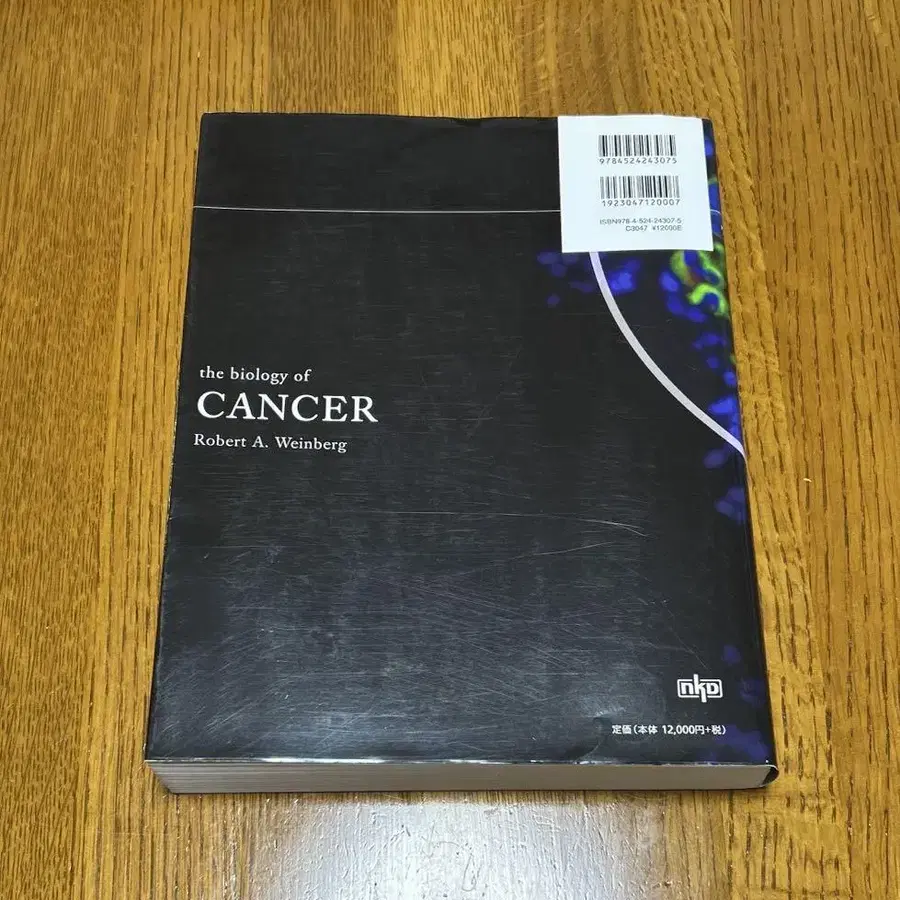 9784524243075
1923047120007
ISBN978-4-524-24307-5
C3047 ¥12000E
the biology of
CANCER
Robert A. Weinberg
nkd
定価(本体 12,000円+税)